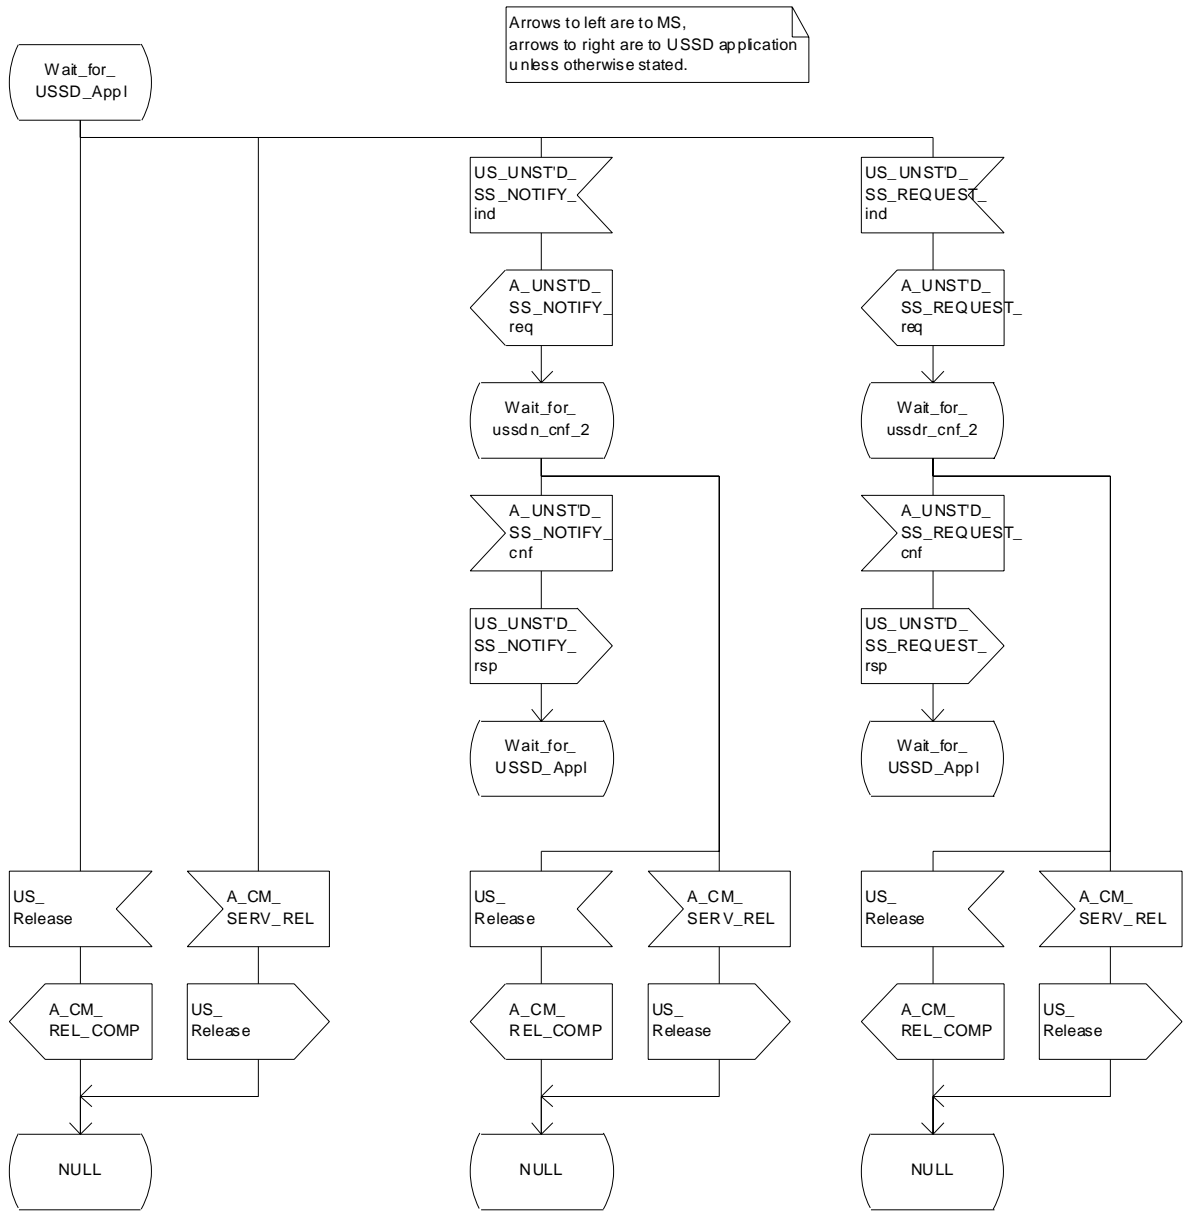 Arrows to left are to MS,
arrows to right are to USSD application
unless otherwise stated.
Wait_for_
USSD_Appl
US_UNST'D_
SS_NOTIFY_
ind
US_UNST'D_
SS_REQUEST_
ind
A_UNST'D_
SS_NOTIFY_
req
A_UNST'D_
SS_REQUEST_
req
Wait_for_
ussdn_cnf_2
Wait_for_
ussdr_cnf_2
A_UNST'D_
SS_NOTIFY_
cnf
A_UNST'D_
SS_REQUEST_
cnf
US_UNST'D_
SS_NOTIFY_
rsp
US_UNST'D_
SS_REQUEST_
rsp
Wait_for_
USSD_Appl
Wait_for_
USSD_Appl
US_
Release
A_CM_
SERV_REL
US_
Release
A_CM_
SERV_REL
US_
Release
A_CM_
SERV_REL
A_CM_
REL_COMP
US_
Release
A_CM_
REL_COMP
US_
Release
A_CM_
REL_COMP
US_
Release
NULL
NULL
NULL